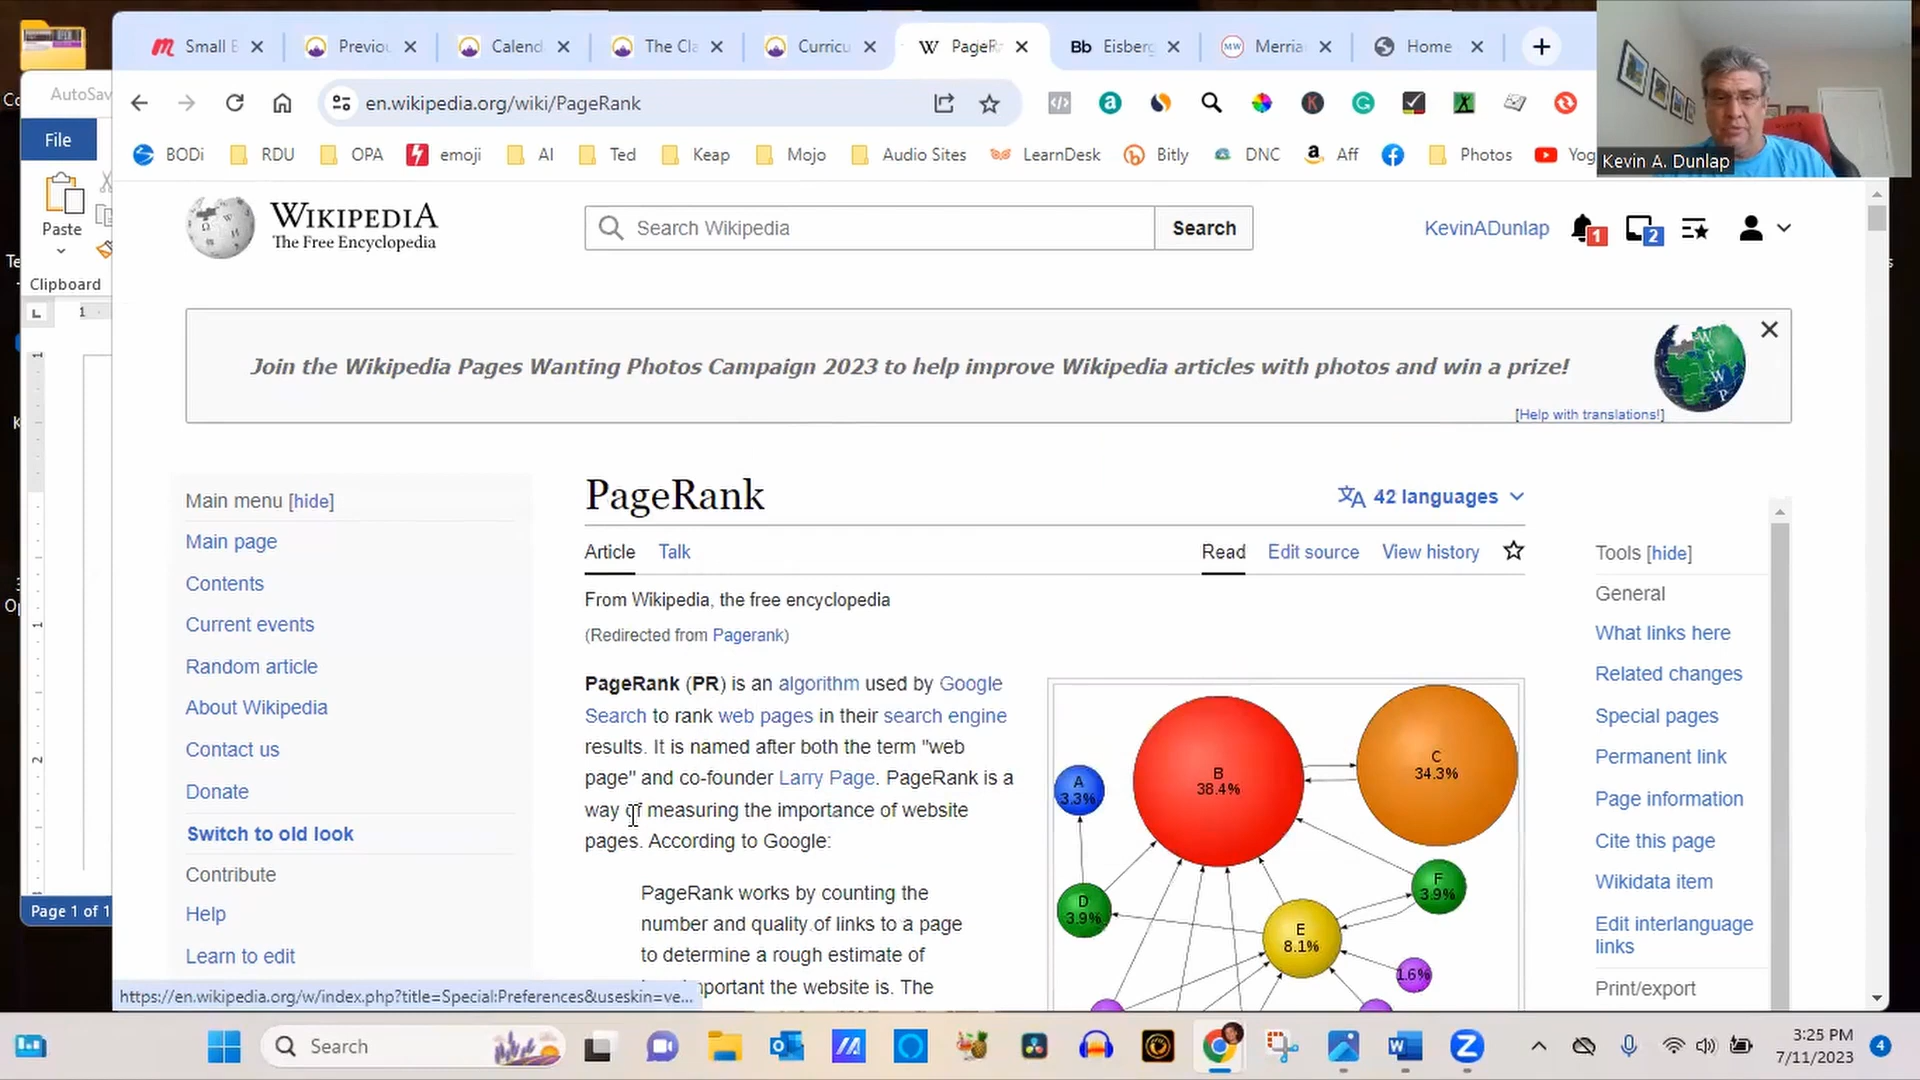 Small
Previou
Calend
The Cla
Curricu
PageR
Bb Eisberg
MW Merria
Home
en.wikipedia.org/wiki/PageRank
BODi RDU OPA emoji AI Ted Keap Mojo Audio Sites LearnDesk Bitly DNC Aff Photos Yog
Kevin A. Dunlap
AutoSav
File
Paste
Clipboard
Page 1 of 1
WIKIPEDIA
The Free Encyclopedia
Search Wikipedia
Search
KevinADunlap
1
2
Join the Wikipedia Pages Wanting Photos Campaign 2023 to help improve Wikipedia articles with photos and win a prize!
[Help with translations!]
Main menu [hide]
Main page
Contents
Current events
Random article
About Wikipedia
Contact us
Donate
Switch to old look
Contribute
Help
Learn to edit
PageRank
42 languages
Article Talk
Read Edit source View history
From Wikipedia, the free encyclopedia
(Redirected from Pagerank)
PageRank (PR) is an algorithm used by Google
Search to rank web pages in their search engine
results. It is named after both the term "web
page" and co-founder Larry Page. PageRank is a
way of measuring the importance of website
pages. According to Google:
PageRank works by counting the
number and quality of links to a page
to determine a rough estimate of
important the website is. The
A
3.3%
B
38.4%
C
34.3%
D
3.9%
E
8.1%
F
3.9%
1.6%
Tools [hide]
General
What links here
Related changes
Special pages
Permanent link
Page information
Cite this page
Wikidata item
Edit interlanguage
links
Print/export
https://en.wikipedia.org/w/index.php?title=Special:Preferences&useskin=ve...
Search
3:25 PM
7/11/2023
4